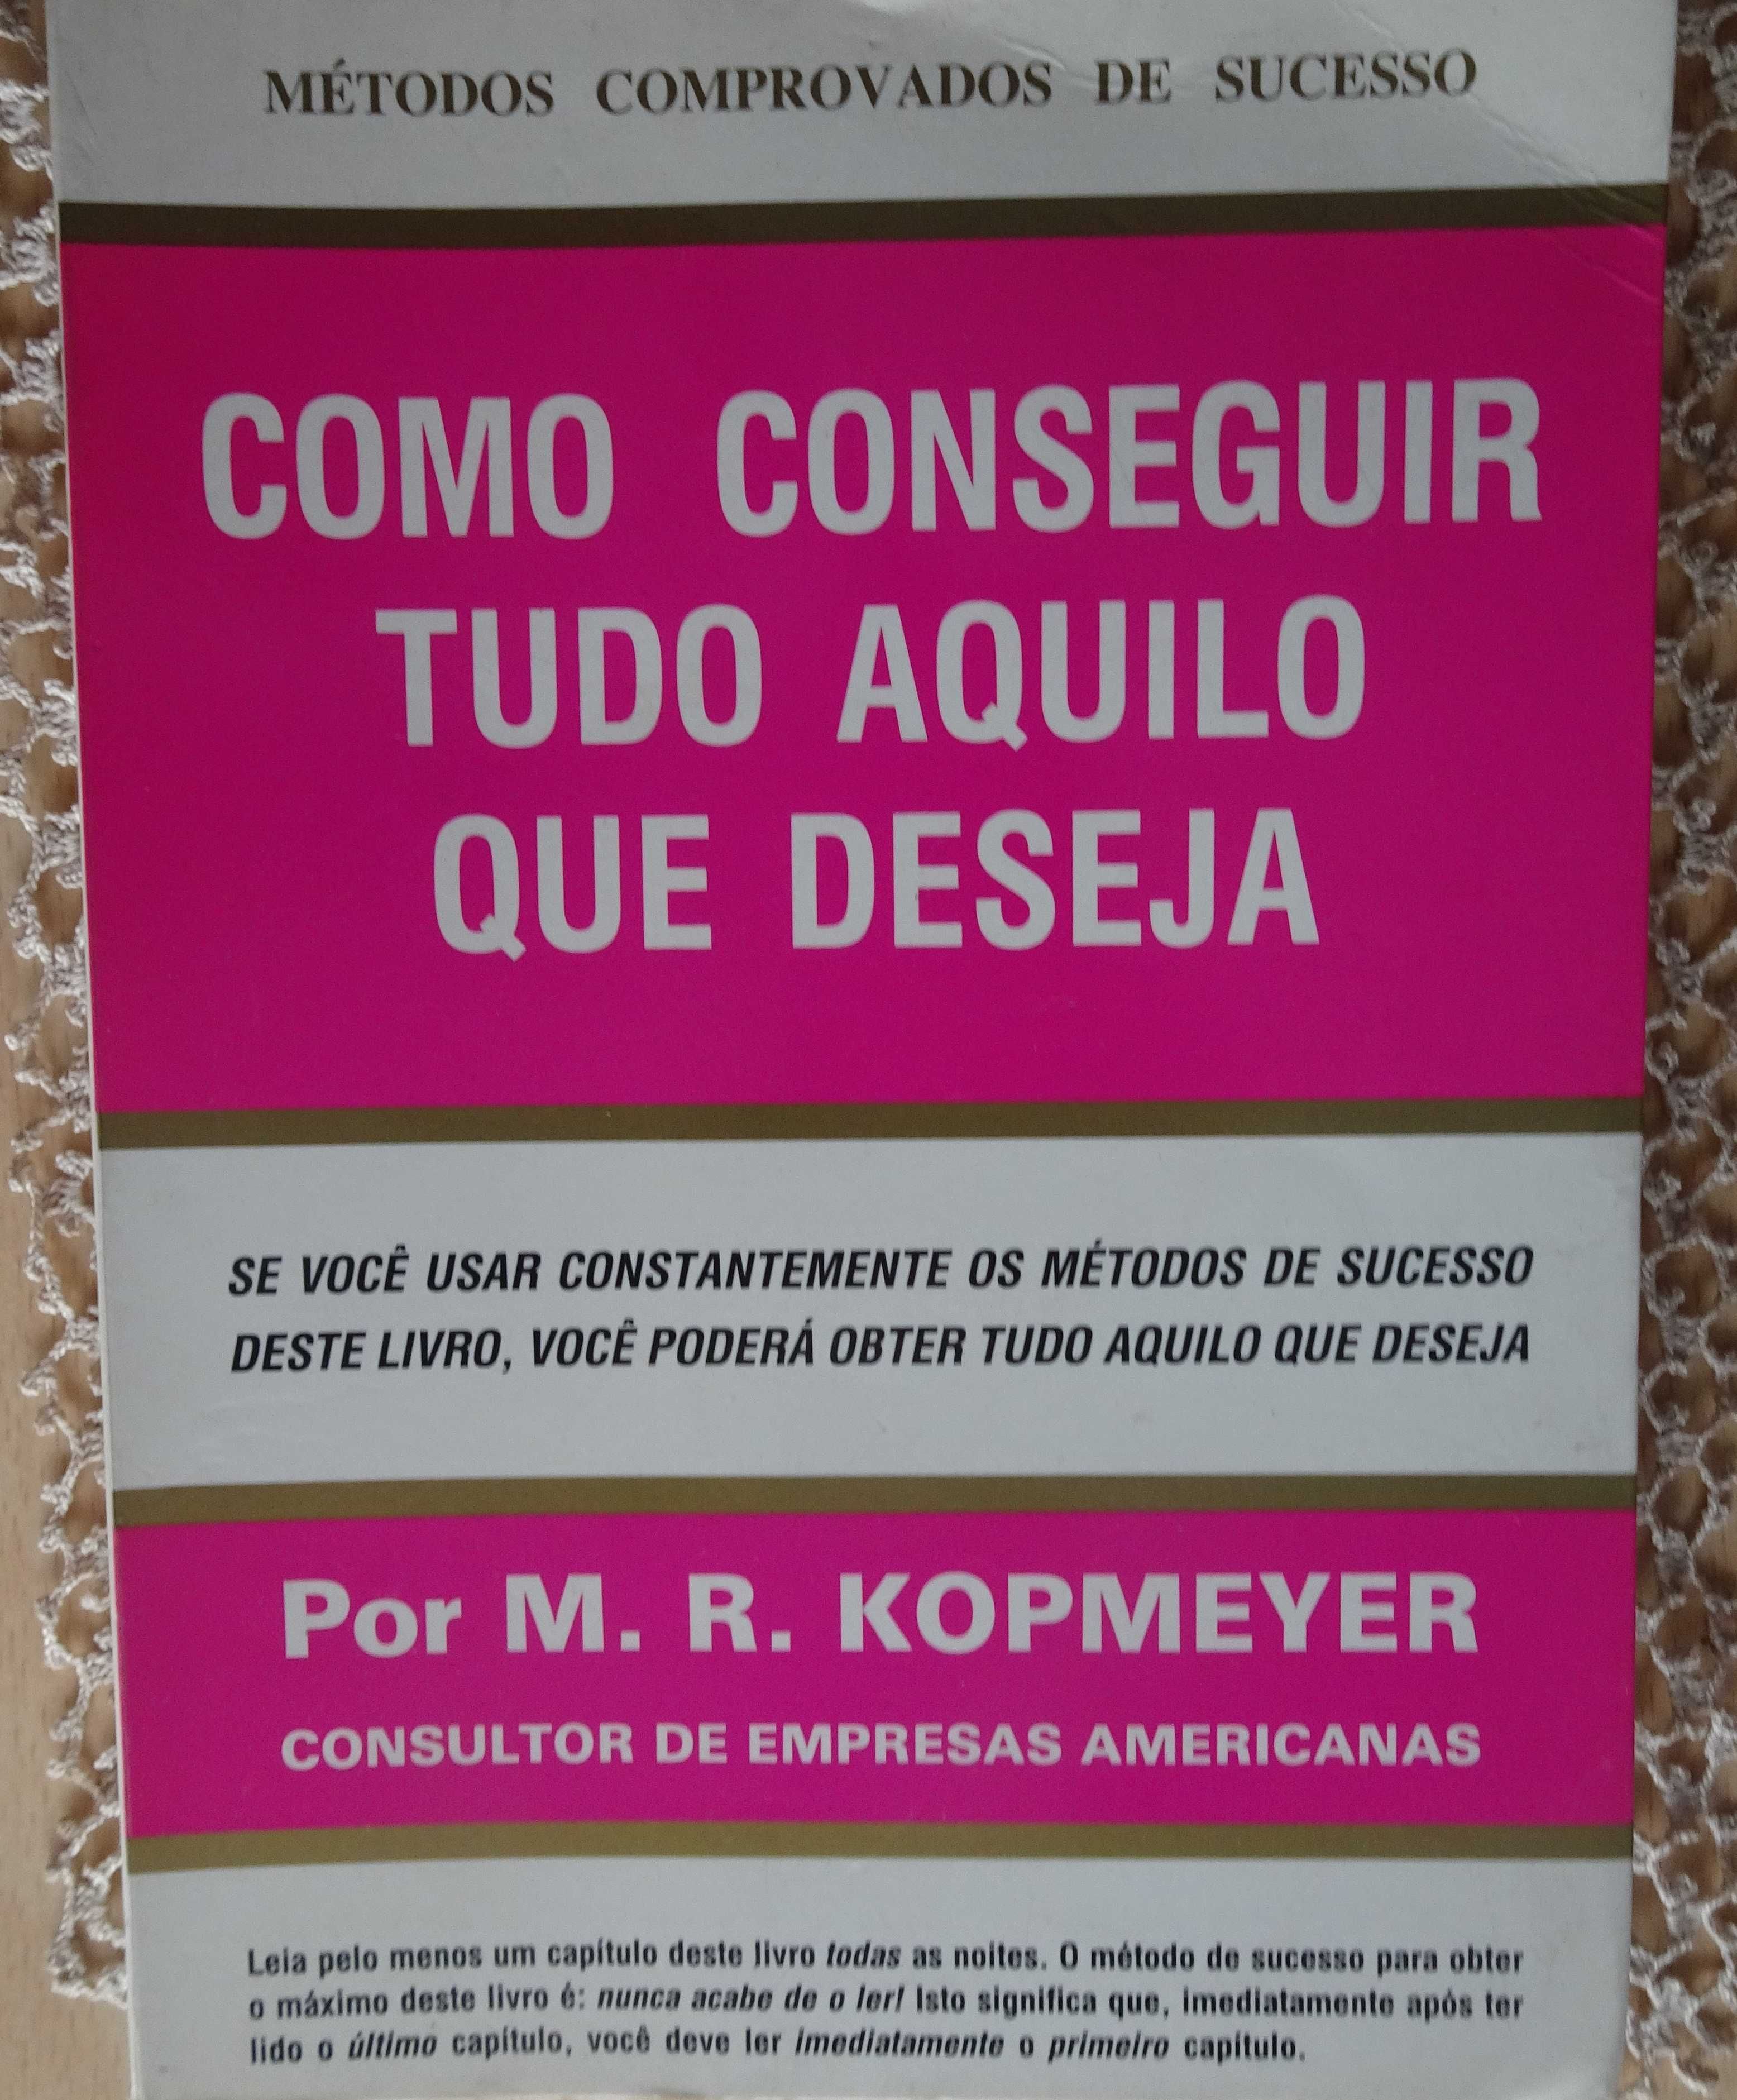 MÉTODOS COMPROVADOS DE SUCESSO
COMO CONSEGUIR
TUDO AQUILO
QUE DESEJA
SE VOCÊ USAR CONSTANTEMENTE OS MÉTODOS DE SUCESSO
DESTE LIVRO, VOCÊ PODERÁ OBTER TUDO AQUILO QUE DESEJA
Por M. R. KOPMEYER
CONSULTOR DE EMPRESAS AMERICANAS
Leia pelo menos um capítulo deste livro todas as noites. O método de sucesso para obter
o máximo deste livro é: nunca acabe de o ler! Isto significa que, imediatamente após ter
lido o último capítulo, você deve ler imediatamente o primeiro capítulo.